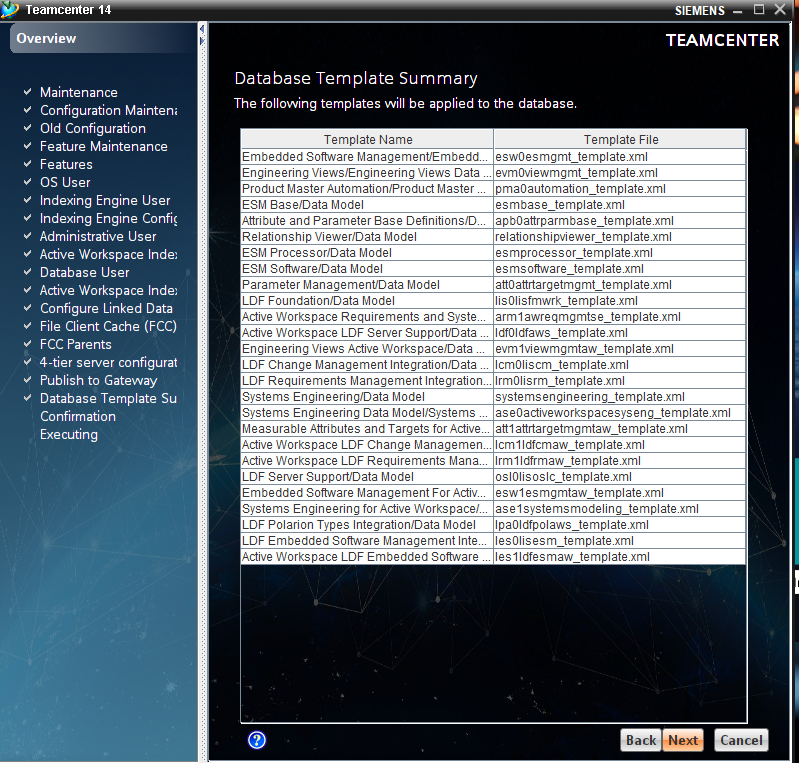 Teamcenter 14
SIEMENS
Overview
Maintenance
Configuration Maintena
Old Configuration
Feature Maintenance
Features
OS User
Indexing Engine User
Indexing Engine Config
Administrative User
Active Workspace Index
Database User
Active Workspace Index
Configure Linked Data
File Client Cache (FCC)
FCC Parents
4-tier server configurat
Publish to Gateway
Database Template Su
Confirmation
Executing
TEAMCENTER
Database Template Summary
The following templates will be applied to the database.
Template Name Template File
Embedded Software Management/Embedd... esw0esmgmt_template.xml
Engineering Views/Engineering Views Data ... evm0viewmgmt_template.xml
Product Master Automation/Product Master ... pma0automation_template.xml
ESM Base/Data Model esmbase_template.xml
Attribute and Parameter Base Definitions/D... apb0attrparmbase_template.xml
Relationship Viewer/Data Model relationshipviewer_template.xml
ESM Processor/Data Model esmprocessor_template.xml
ESM Software/Data Model esmsoftware_template.xml
Parameter Management/Data Model att0attrtargetmgmt_template.xml
LDF Foundation/Data Model lis0lisfmwrk_template.xml
Active Workspace Requirements and Syste... arm1awreqmgmtse_template.xml
Active Workspace LDF Server Support/Data ... ldf0ldfaws_template.xml
Engineering Views Active Workspace/Data ... evm1viewmgmtaw_template.xml
LDF Change Management Integration/Data ... lcm0liscm_template.xml
LDF Requirements Management Integration... lrm0lisrm_template.xml
Systems Engineering/Data Model systemsengineering_template.xml
Systems Engineering Data Model/Systems ... ase0activeworkspacesyseng_template.xml
Measurable Attributes and Targets for Active... att1attrtargetmgmtaw_template.xml
Active Workspace LDF Change Managemen... lcm1ldfcmaw_template.xml
Active Workspace LDF Requirements Mana... lrm1ldfrmaw_template.xml
LDF Server Support/Data Model osl0lisoslc_template.xml
Embedded Software Management For Activ... esw1esmgmtaw_template.xml
Systems Engineering for Active Workspace/... ase1systemsmodeling_template.xml
LDF Polarion Types Integration/Data Model lpa0ldfpolaws_template.xml
LDF Embedded Software Management Inte... les0lisesm_template.xml
Active Workspace LDF Embedded Software ... les1ldfesmaw_template.xml
?
Back Next Cancel